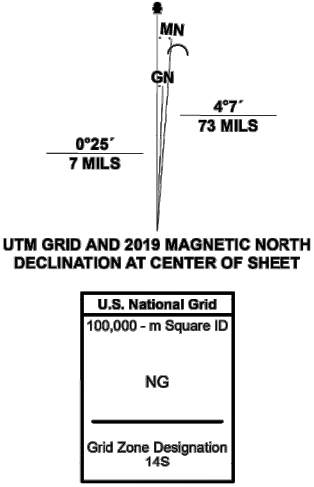 MN
GN
4°7´
73 MILS
0°25´
7 MILS
UTM GRID AND 2019 MAGNETIC NORTH
DECLINATION AT CENTER OF SHEET
U.S. National Grid
100,000 - m Square ID
NG
Grid Zone Designation
14S